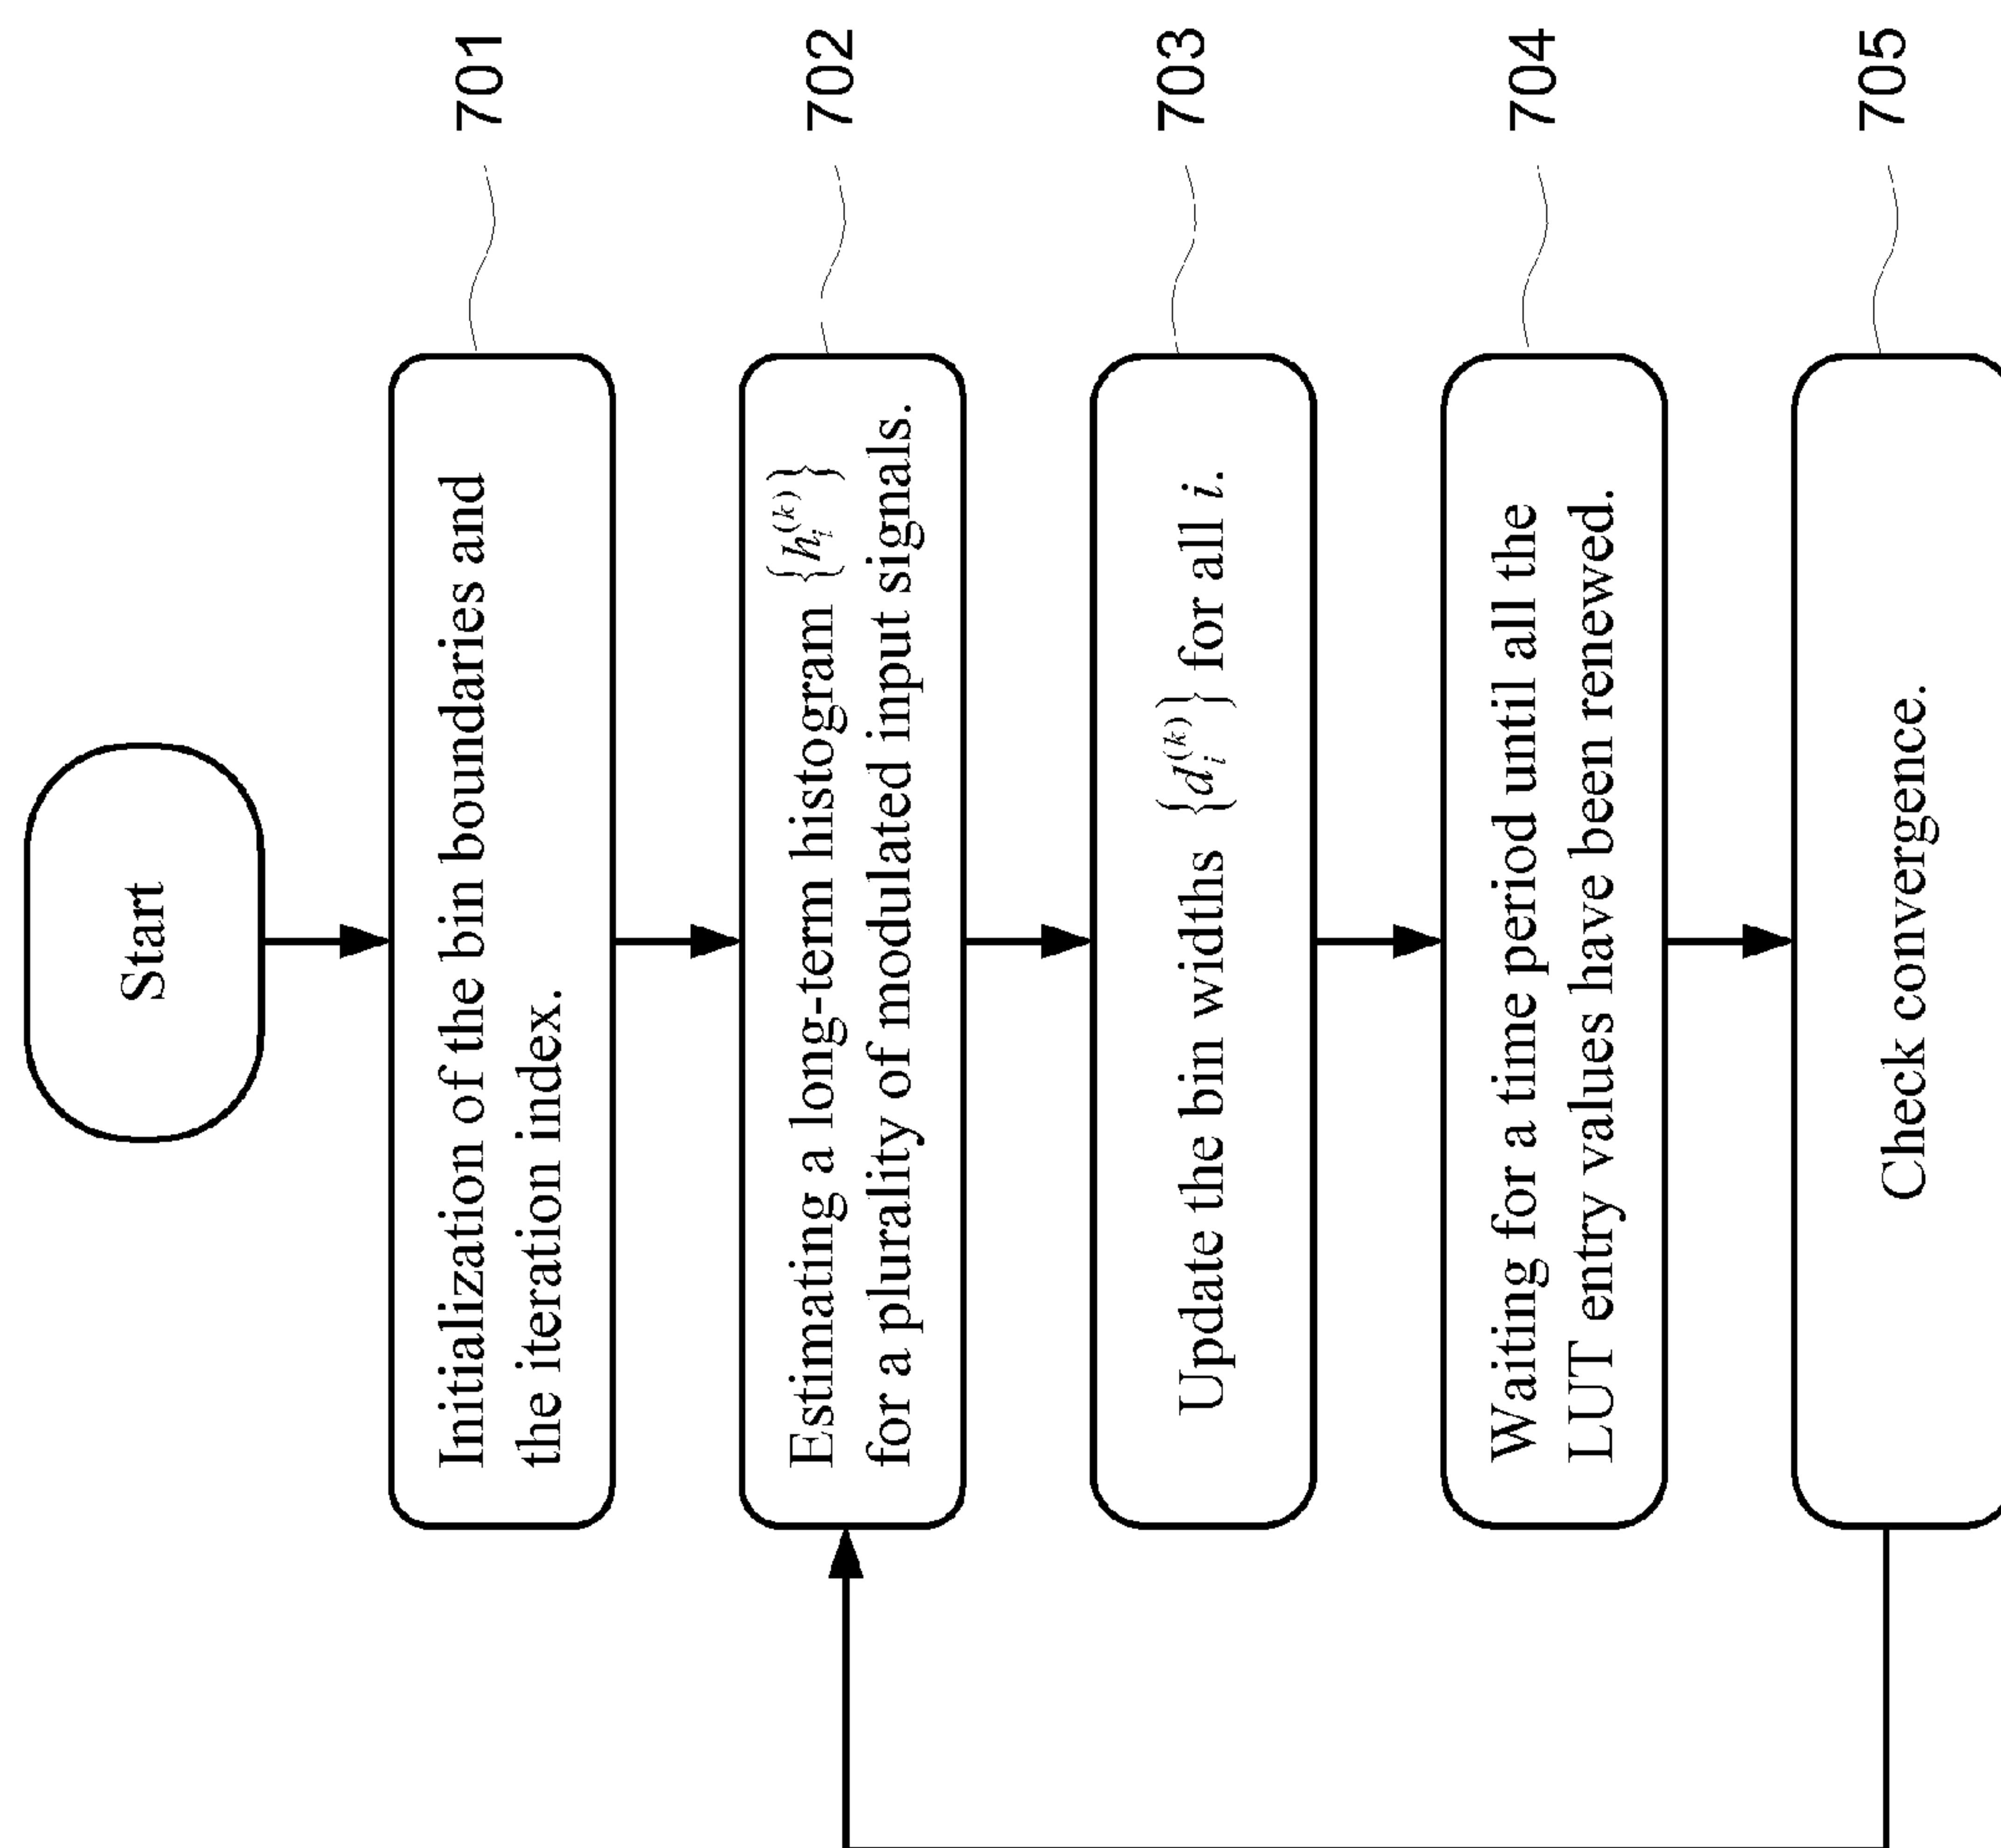 Start
Initialization of the bin boundaries and
the iteration index.
701
Estimating a long-term histogram {h_i^(k)}
for a plurality of modulated input signals.
702
Update the bin widths {d_i^(k)} for all i.
703
Waiting for a time period until all the
LUT entry values have been renewed.
704
Check convergence.
705